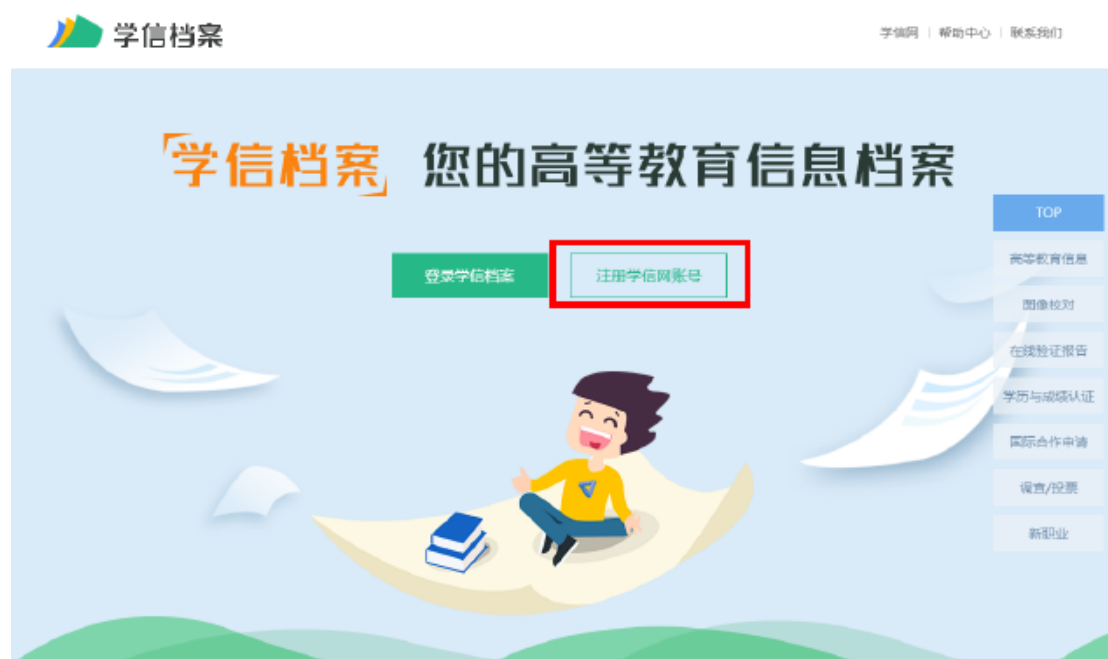 学信档案
学信网 | 帮助中心 | 联系我们
学信档案 您的高等教育信息档案
登录学信档案
注册学信网账号
TOP
高等教育信息
图像校对
在线验证报告
学历与成绩认证
国际合作申请
调查/投票
新职业